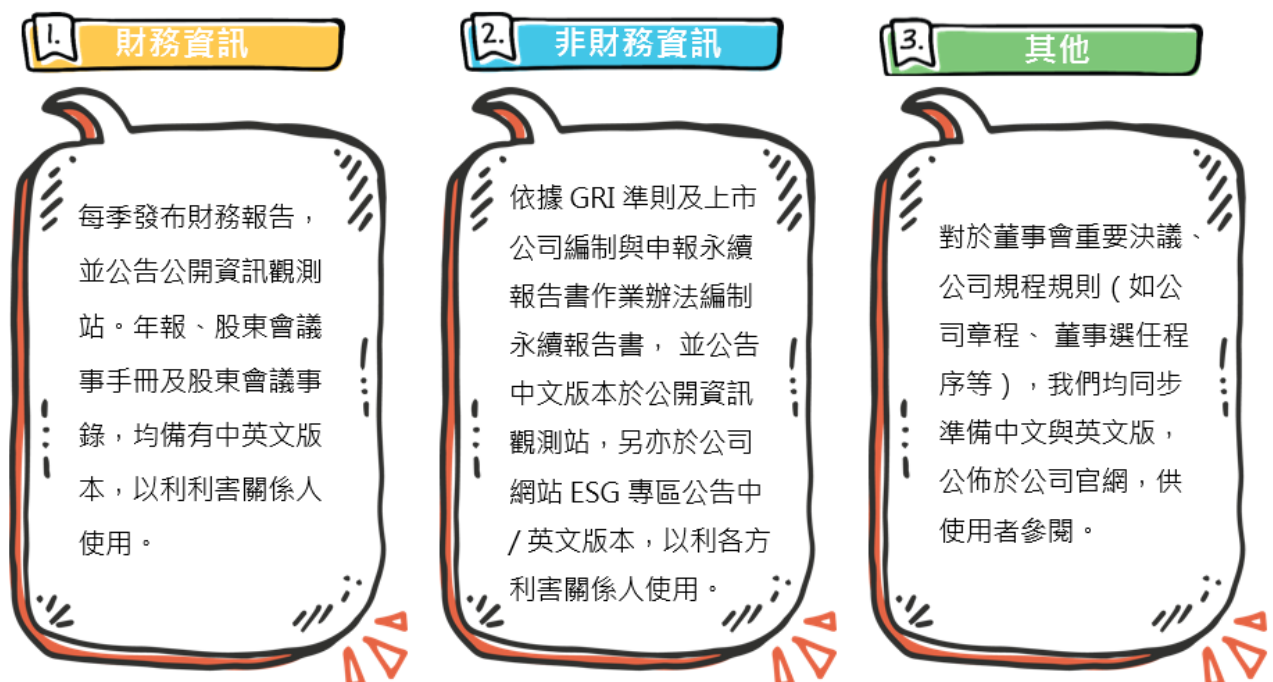 1.
財務資訊
每季發布財務報告，
並公告公開資訊觀測
站。年報、股東會議
事手冊及股東會議事
錄，均備有中英文版
本，以利利害關係人
使用。
2.
非財務資訊
依據 GRI 準則及上市
公司編制與申報永續
報告書作業辦法編制
永續報告書， 並公告
中文版本於公開資訊
觀測站，另亦於公司
網站 ESG 專區公告中
/ 英文版本，以利各方
利害關係人使用。
3.
其他
對於董事會重要決議、
公司規程規則（如公
司章程、 董事選任程
序等），我們均同步
準備中文與英文版，
公佈於公司官網，供
使用者參閱。